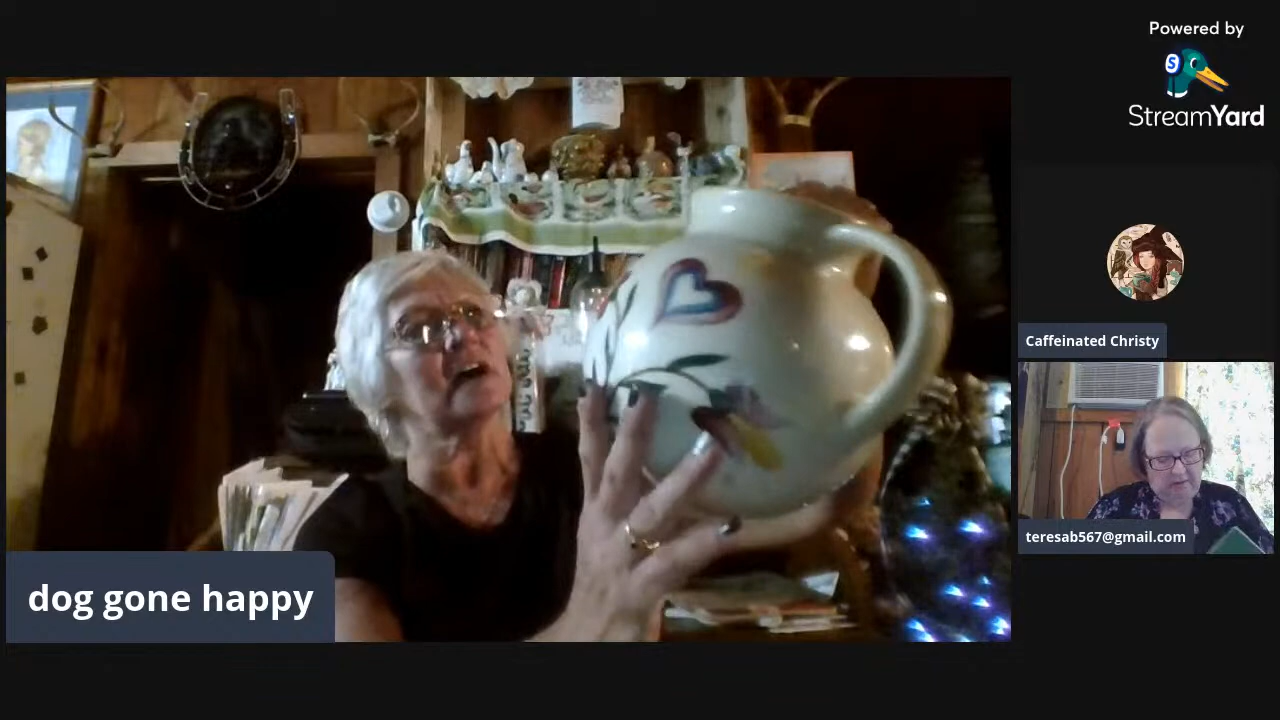 Powered by
StreamYard
Caffeinated Christy
teresab567@gmail.com
dog gone happy